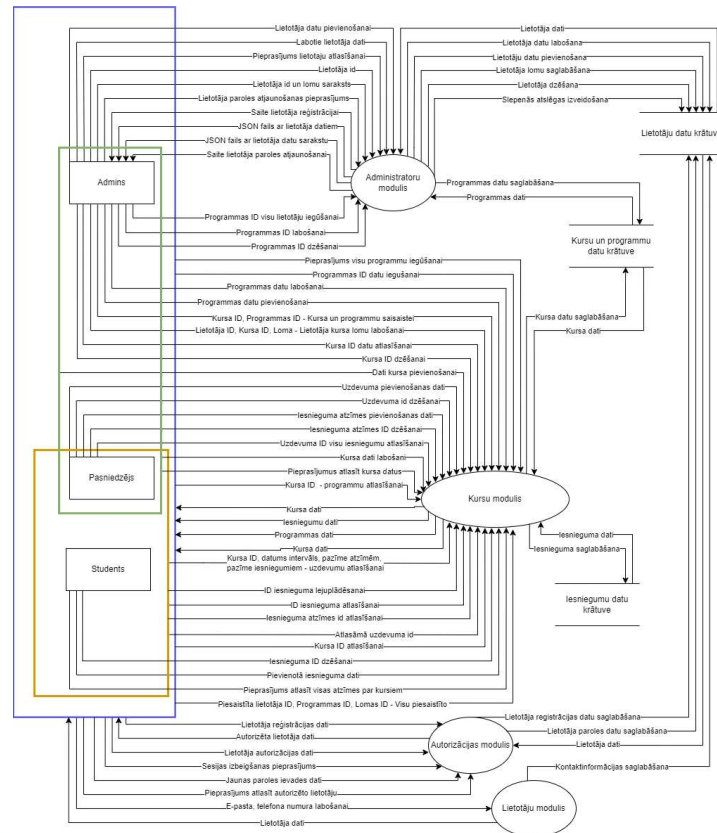 Lietotāja datu pievienošanai
Labotie lietotāja dati
Pieprasījums lietotaju atlasīšanai
Lietotāja id
Lietotāja id un lomu saraksts
Lietotāja paroles atjaunošanas pieprasījums
Saite lietotāja reģistrācijai
JSON fails ar lietotāja datiem
JSON fails ar lietotāja datu sarakstu
Saite lietotāja paroles atjaunošanai
Lietotāja dati
Lietotāja datu labošana
Lietotāju datu pievienošana
Lietotāja lomu saglabāšana
Lietotāja dzēšana
Slepenās atslēgas izveidošana
Lietotāju datu krātuve
Admins
Administratoru
modulis
Programmas datu saglabāšana
Programmas dati
Programmas ID visu lietotāju iegūšanai
Programmas ID labošanai
Programmas ID dzēšanai
Kursu un programmu
datu krātuve
Pieprasījums visu programmu iegūšanai
Programmas ID datu iegušanai
Programmas datu labošanai
Programmas datu pievienošanai
Kursa ID, Programmas ID - Kursa un programmu saisaistei
Lietotāja ID, Kursa ID, Loma - Lietotāja kursa lomu labošanai
Kursa ID datu atlasīšanai
Kursa ID dzēšanai
Dati kursa pievienošanai
Kursa datu saglabāšana
Kursa dati
Uzdevuma pievienošanas dati
Uzdevuma id dzēšanai
Iesnieguma atzīmes pievienošanas dati
Iesnieguma atzīmes ID dzēšanai
Uzdevuma ID visu iesniegumu atlasīšanai
Kursa dati labošani
Pieprasījumus atlasīt kursa datus
Kursa ID - programmu atlasīšanai
Pasniedzējs
Kursu modulis
Kursa dati
Iesniegumu dati
Programmas dati
Kursa dati
Kursa ID, datums intervāls, pazīme atzīmēm,
pazīme iesniegumiem - uzdevumu atlasīšanai
Iesnieguma dati
Iesnieguma saglabāšana
Students
Iesniegumu datu
krātuve
ID iesnieguma lejuplādēsanai
ID iesnieguma atlasīšanai
Iesnieguma atzīmes id atlasīšanai
Atlasāmā uzdevuma id
Kursa ID atlasīšanai
Iesnieguma ID dzēšanai
Pievienotā iesnieguma dati
Pieprasījums atlasīt visas atzīmes par kursiem
Piesaistīta lietotāja ID, Programmas ID, Lomas ID - Visu piesaistīto
Lietotāja reģistrācijas dati
Autorizēta lietotāja dati
Lietotāja autorizācijas dati
Sesijas izbeigšanas pieprasījums
Jaunas paroles ievades dati
Pieprasījums atlasīt autorizēto lietotāju
Autorizācijas modulis
Lietotāja reģistrācijas datu saglabāšana
Lietotāja paroles datu saglabāšana
Lietotāja dati
Kontaktinformācijas saglabāšana
E-pasta, telefona numura labošanai
Lietotāju modulis
Lietotāja dati